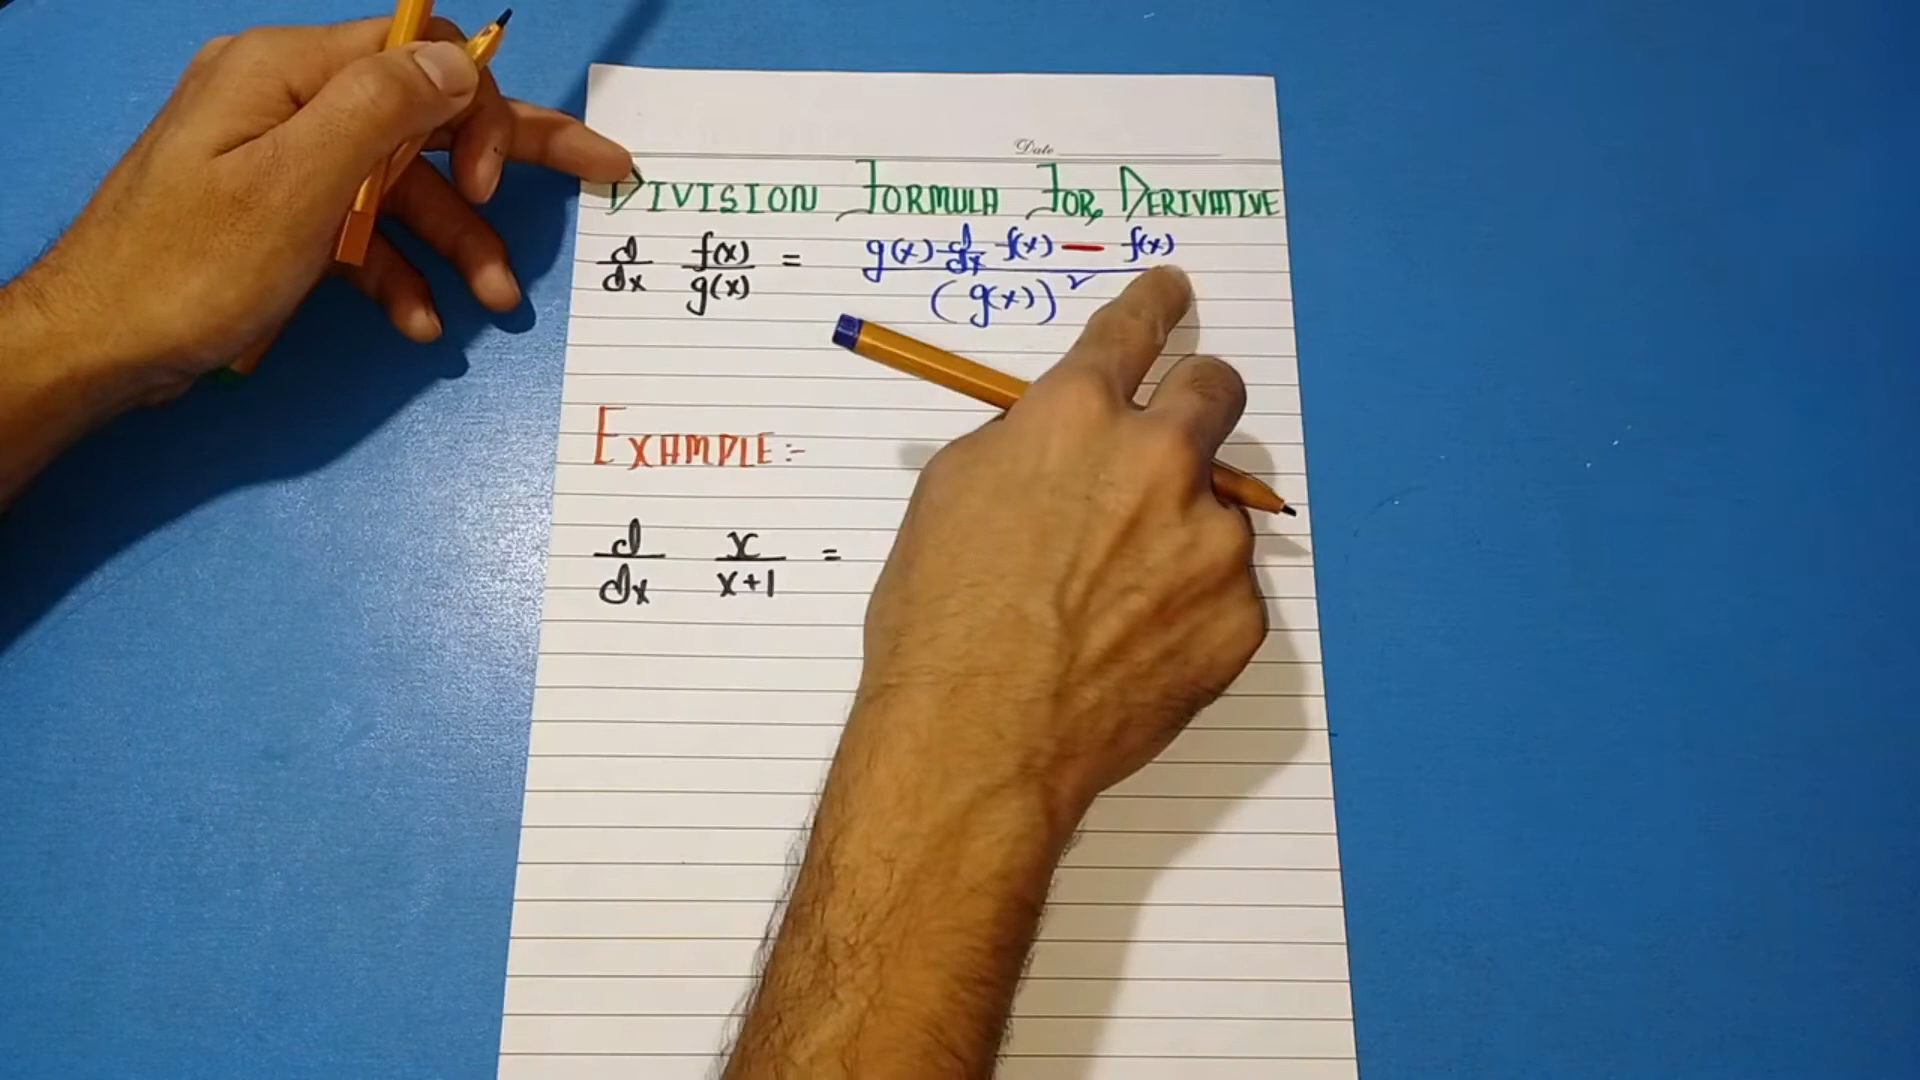 Date
DIVISION FORMULA FOR DERIVATIVE
d/dx f(x)/g(x) = g(x) d/dx f(x) − f(x) / (g(x))²
EXAMPLE:-
d/dx x/x+1 =